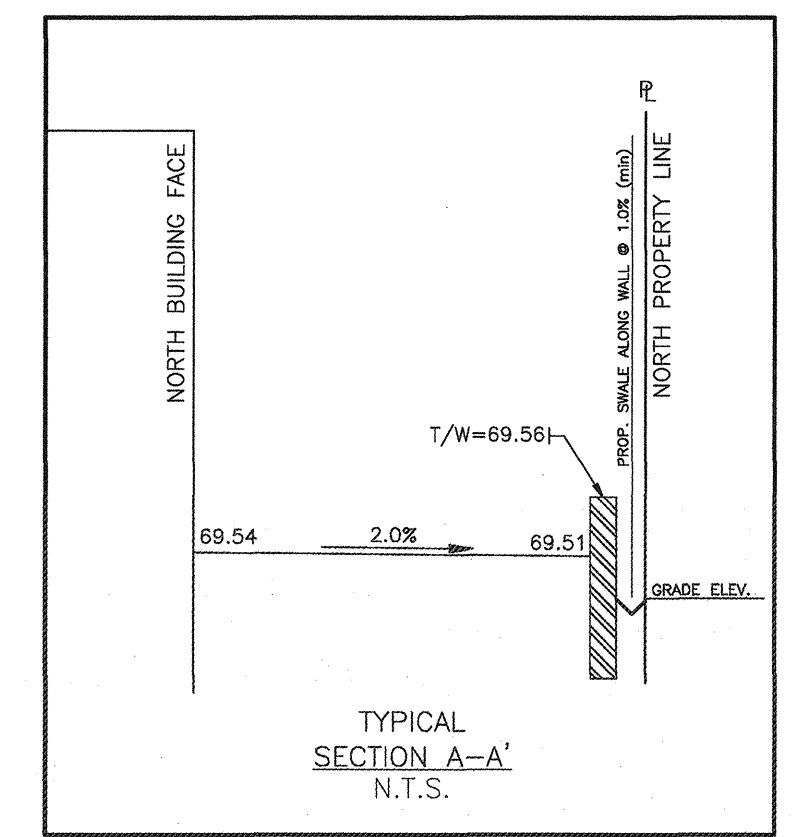 PL
NORTH BUILDING FACE
PROP. SWALE ALONG WALL @ 1.0% (min)
NORTH PROPERTY LINE
T/W=69.56
69.54
2.0%
69.51
GRADE ELEV.
TYPICAL
SECTION A-A'
N.T.S.